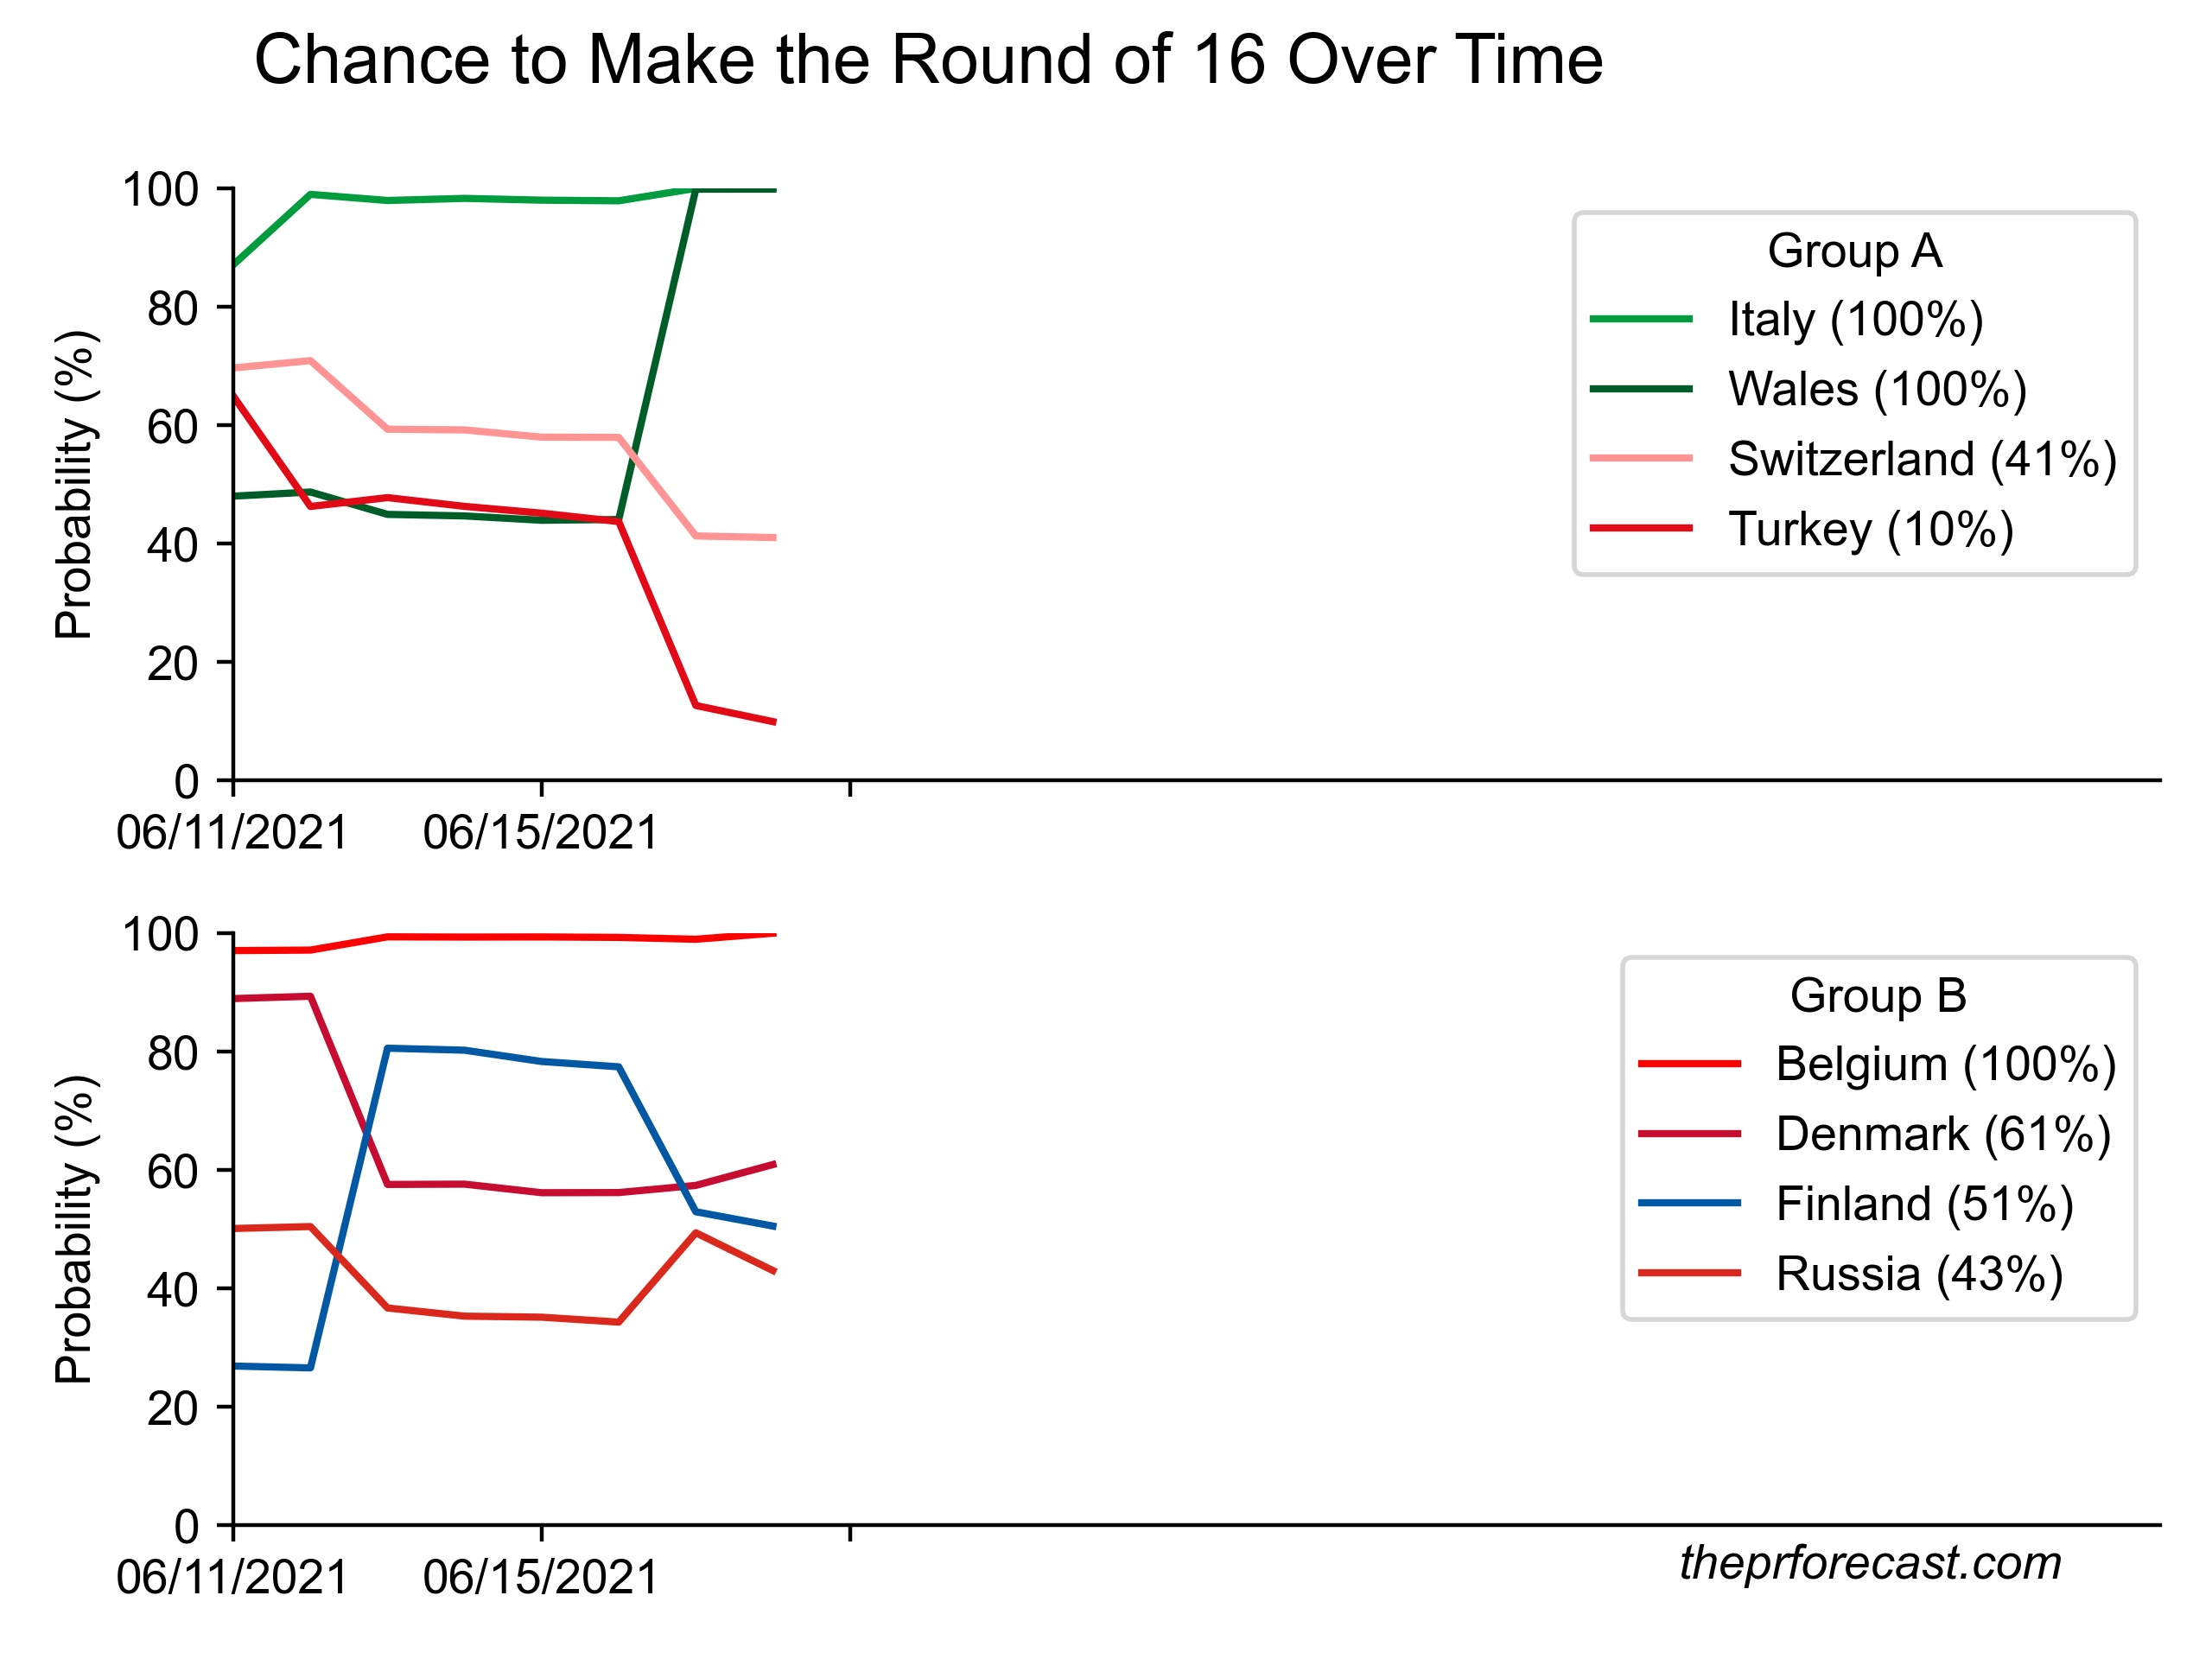 Chance to Make the Round of 16 Over Time
Probability (%)
100
80
60
40
20
0
06/11/2021
06/15/2021
Group A
Italy (100%)
Wales (100%)
Switzerland (41%)
Turkey (10%)
Probability (%)
100
80
60
40
20
0
06/11/2021
06/15/2021
Group B
Belgium (100%)
Denmark (61%)
Finland (51%)
Russia (43%)
theprforecast.com